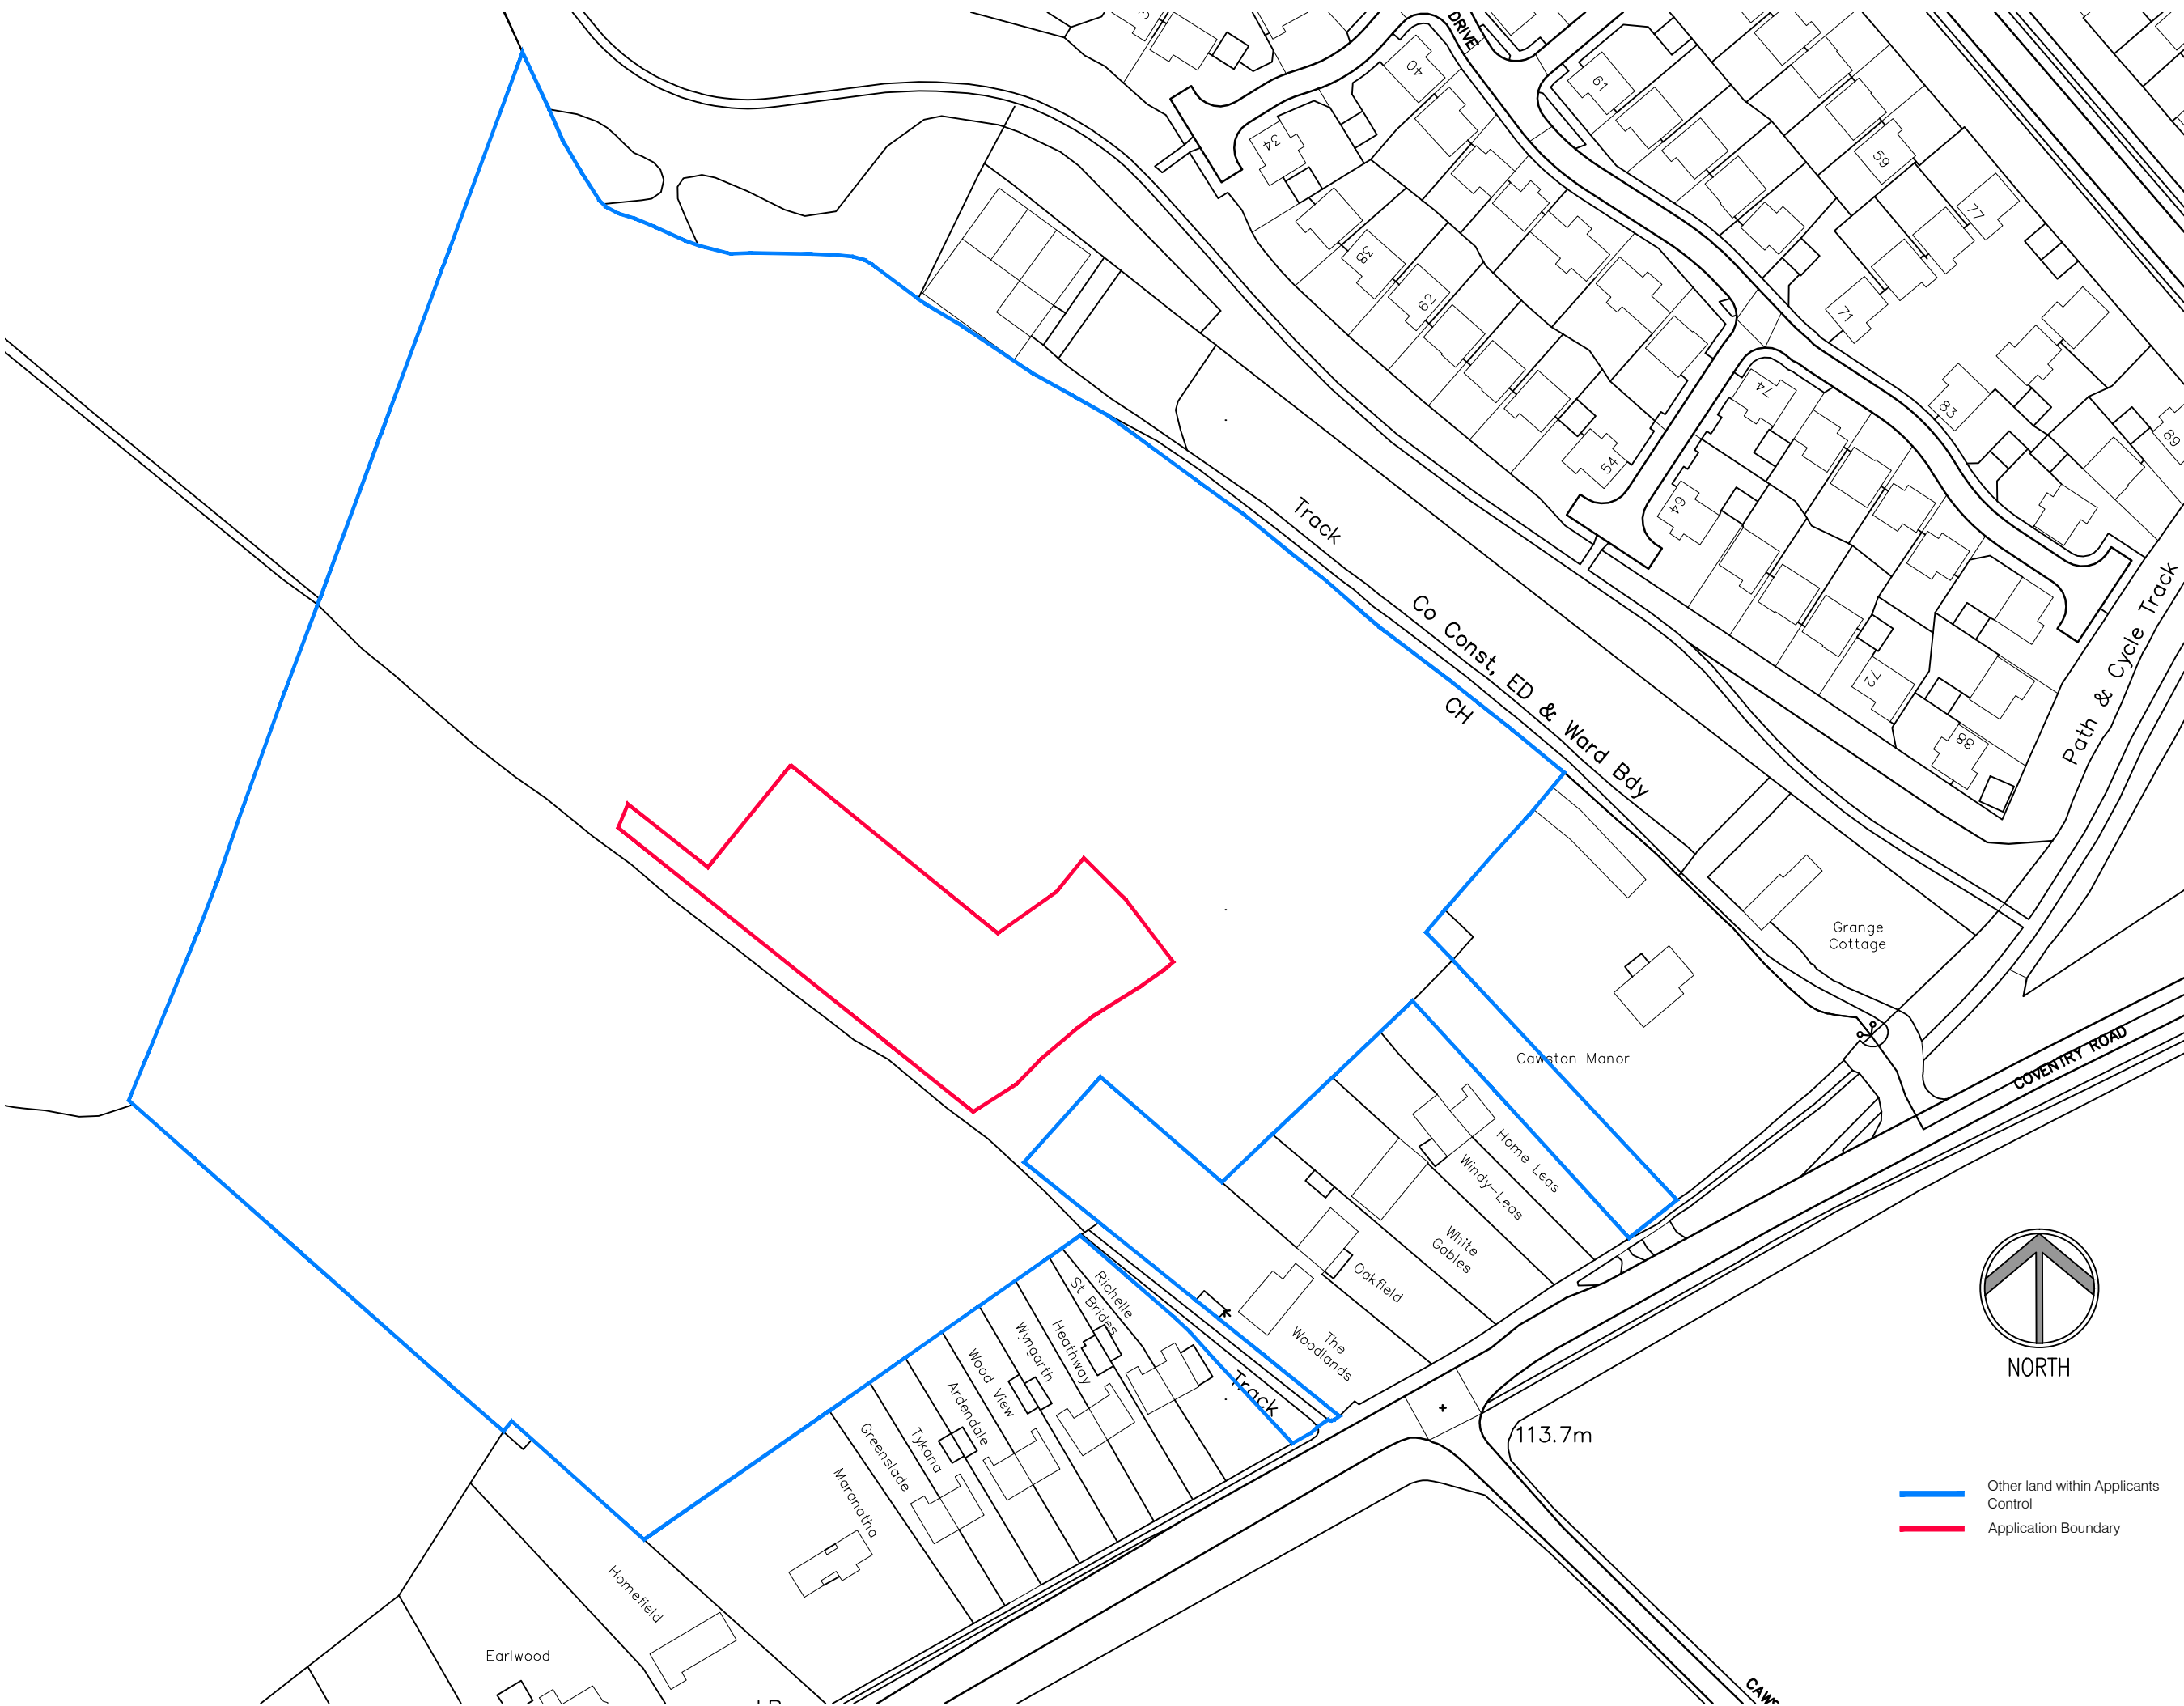 DRIVE
40
61
34
59
77
38
62
71
74
83
89
54
64
72
88
Track
Co Const, ED & Ward Bdy
CH
Path & Cycle Track
Grange
Cottage
Cawston Manor
COVENTRY ROAD
Home Leas
Windy-Leas
White
Gables
Oakfield
The
Woodlands
Richelle
St Brides
Heathway
Wyngarth
Wood View
Ardendale
Tykana
Greenslade
Maranatha
Track
Homefield
Earlwood
113.7m
NORTH
Other land within Applicants
Control
Application Boundary